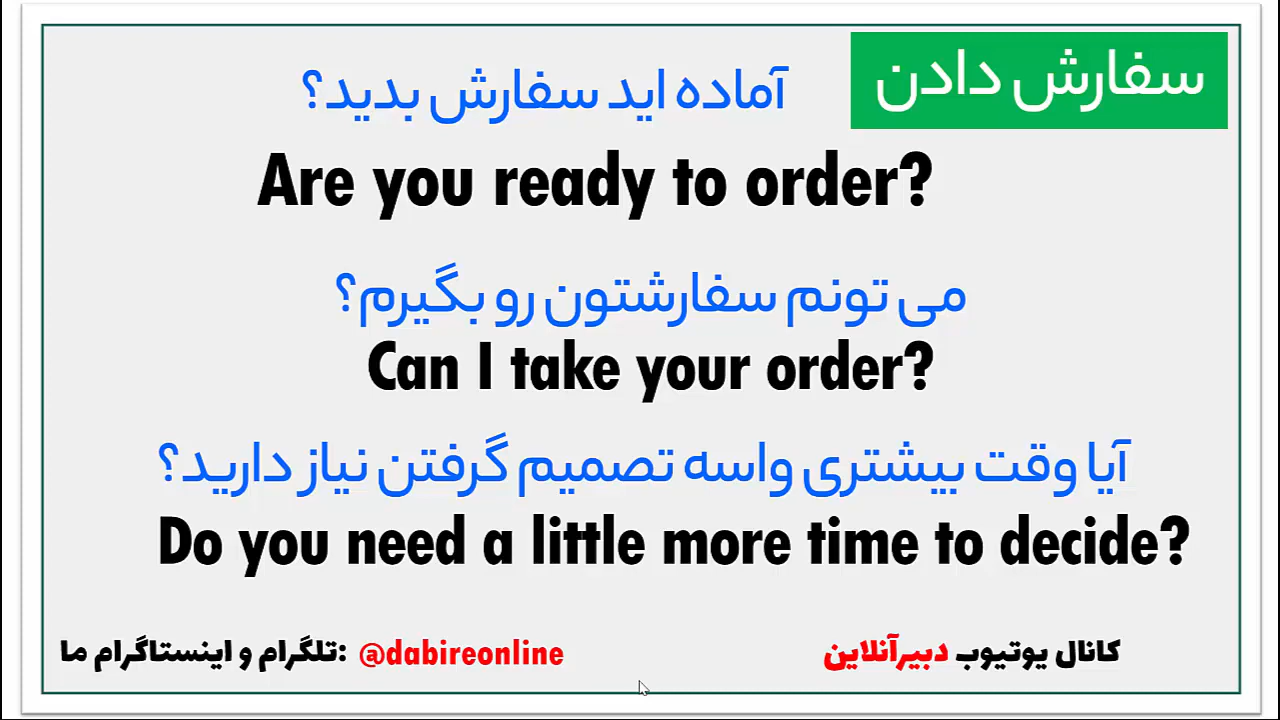 سفارش دادن
آماده اید سفارش بدید؟
Are you ready to order?
می تونم سفارشتون رو بگیرم؟
Can I take your order?
آیا وقت بیشتری واسه تصمیم گرفتن نیاز دارید؟
Do you need a little more time to decide?
کانال یوتیوب دبیرآنلاین
تلگرام و اینستاگرام ما: @dabireonline